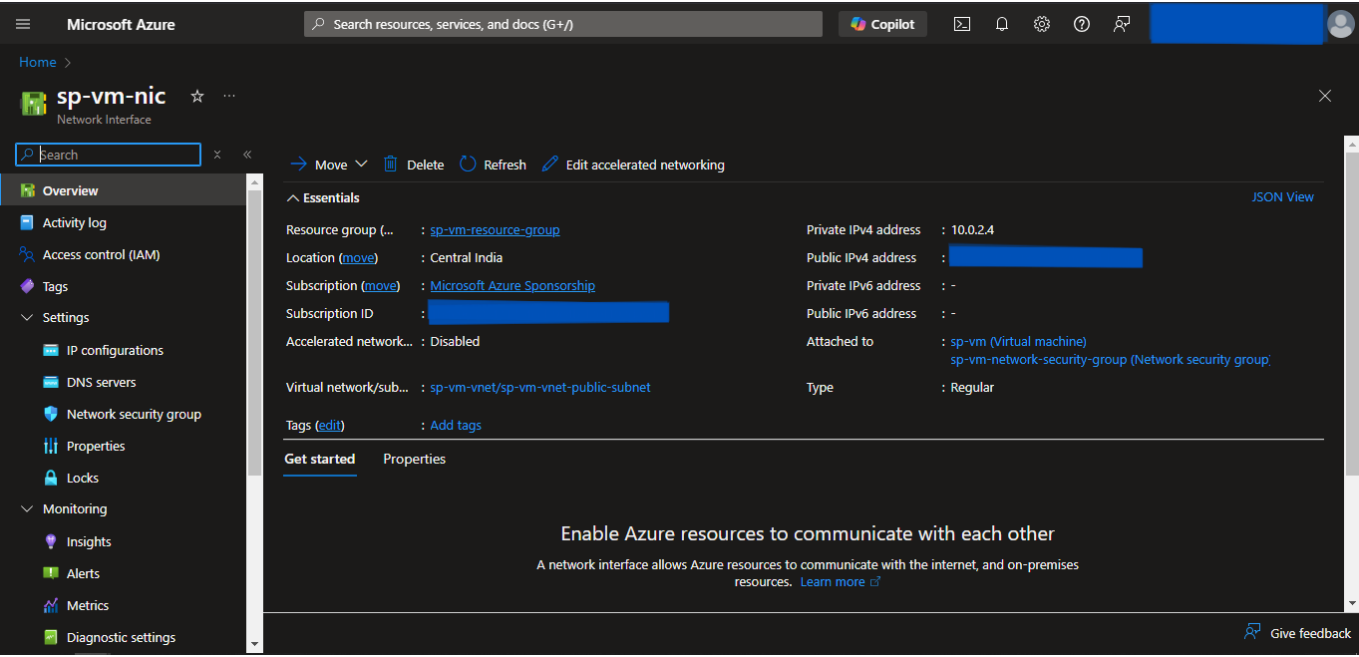 Microsoft Azure
Search resources, services, and docs (G+/)
Copilot
Home >
sp-vm-nic
Network Interface
Search
Overview
Activity log
Access control (IAM)
Tags
Settings
IP configurations
DNS servers
Network security group
Properties
Locks
Monitoring
Insights
Alerts
Metrics
Diagnostic settings
Move Delete Refresh Edit accelerated networking
Essentials
JSON View
Resource group (... : sp-vm-resource-group
Location (move) : Central India
Subscription (move) : Microsoft Azure Sponsorship
Subscription ID :
Accelerated network... : Disabled
Virtual network/sub... : sp-vm-vnet/sp-vm-vnet-public-subnet
Tags (edit) : Add tags
Private IPv4 address : 10.0.2.4
Public IPv4 address :
Private IPv6 address : -
Public IPv6 address : -
Attached to : sp-vm (Virtual machine)
sp-vm-network-security-group (Network security group)
Type : Regular
Get started Properties
Enable Azure resources to communicate with each other
A network interface allows Azure resources to communicate with the internet, and on-premises
resources. Learn more
Give feedback